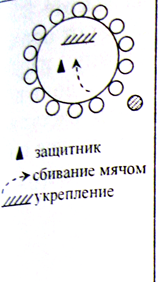 защитник
сбивание мячом
укрепление